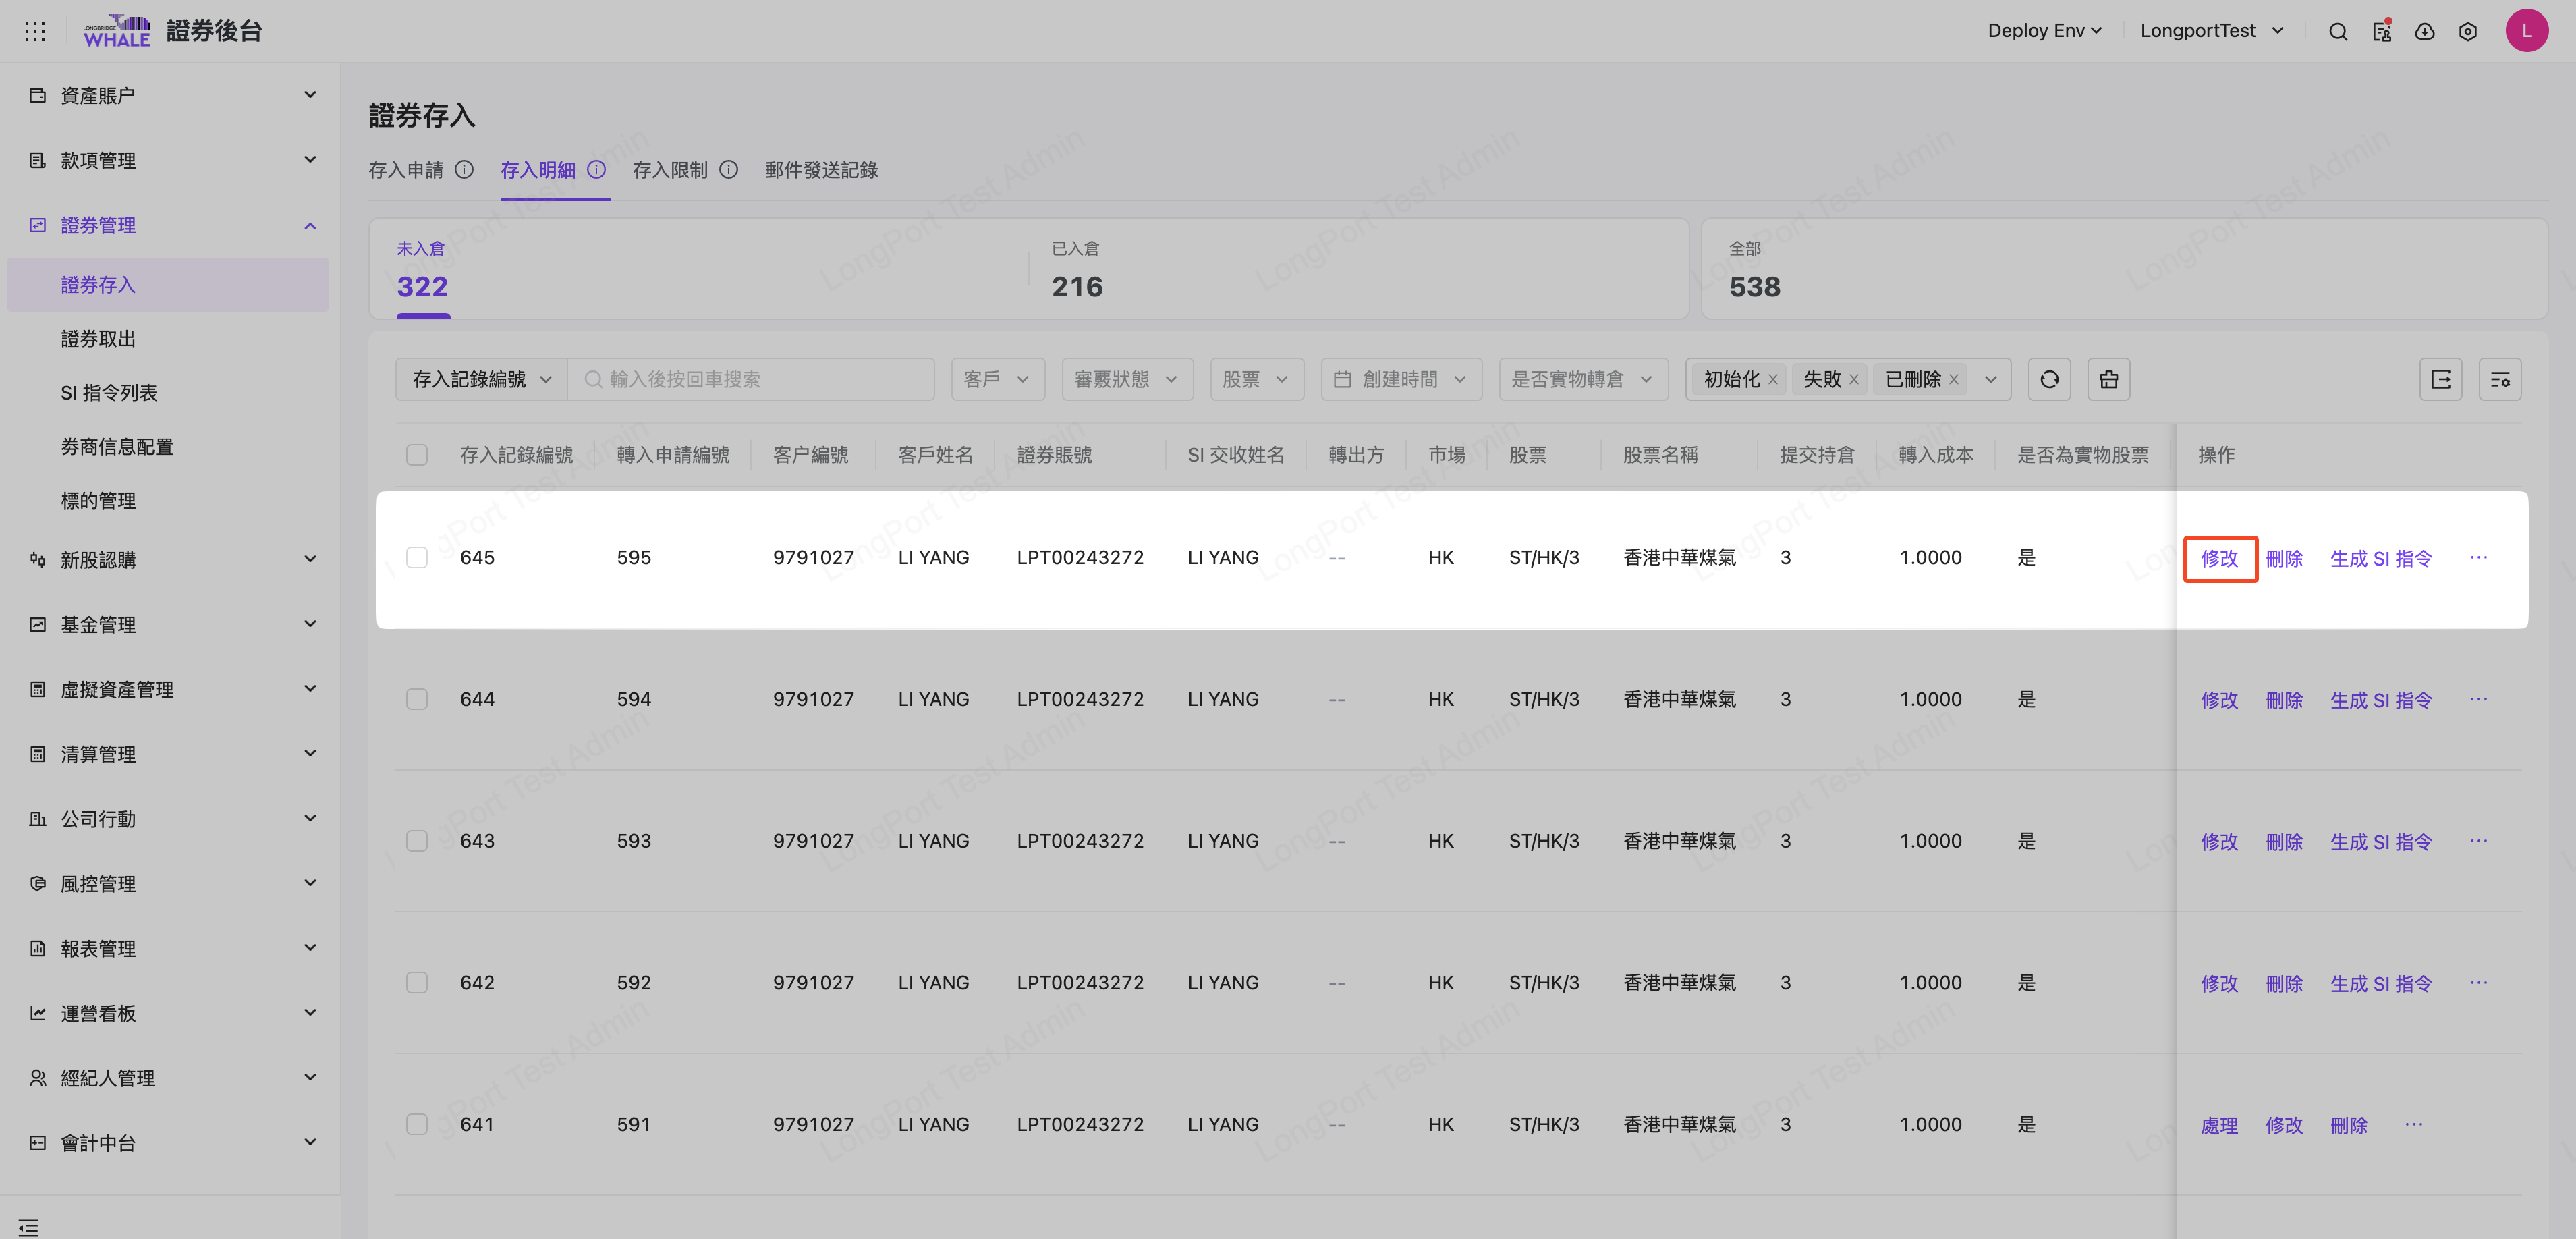 LONGBRIDGE
WHALE
證券後台
Deploy Env
LongportTest
L
資產賬户
款項管理
證券管理
證券存入
證券取出
SI 指令列表
券商信息配置
標的管理
新股認購
基金管理
虛擬資產管理
清算管理
公司行動
風控管理
報表管理
運營看板
經紀人管理
會計中台
證券存入
存入申請 存入明細 存入限制 郵件發送記錄
未入倉 已入倉 全部
322 216 538
存入記錄編號 輸入後按回車搜索 客戶 審覈狀態 股票 創建時間 是否實物轉倉 初始化 × 失敗 × 已刪除 ×
存入記錄編號 轉入申請編號 客户編號 客戶姓名 證券賬號 SI 交收姓名 轉出方 市場 股票 股票名稱 提交持倉 轉入成本 是否為實物股票 操作
645 595 9791027 LI YANG LPT00243272 LI YANG -- HK ST/HK/3 香港中華煤氣 3 1.0000 是 修改 刪除 生成 SI 指令 ···
644 594 9791027 LI YANG LPT00243272 LI YANG -- HK ST/HK/3 香港中華煤氣 3 1.0000 是 修改 刪除 生成 SI 指令 ···
643 593 9791027 LI YANG LPT00243272 LI YANG -- HK ST/HK/3 香港中華煤氣 3 1.0000 是 修改 刪除 生成 SI 指令 ···
642 592 9791027 LI YANG LPT00243272 LI YANG -- HK ST/HK/3 香港中華煤氣 3 1.0000 是 修改 刪除 生成 SI 指令 ···
641 591 9791027 LI YANG LPT00243272 LI YANG -- HK ST/HK/3 香港中華煤氣 3 1.0000 是 處理 修改 刪除 ···
LongPort Test Admin